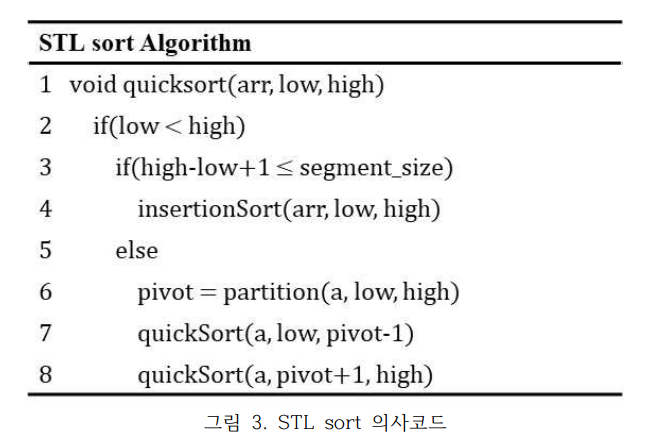 STL sort Algorithm
1 void quicksort(arr, low, high)
2 if(low < high)
3 if(high-low+1 ≤ segment_size)
4 insertionSort(arr, low, high)
5 else
6 pivot = partition(a, low, high)
7 quickSort(a, low, pivot-1)
8 quickSort(a, pivot+1, high)
그림 3. STL sort 의사코드